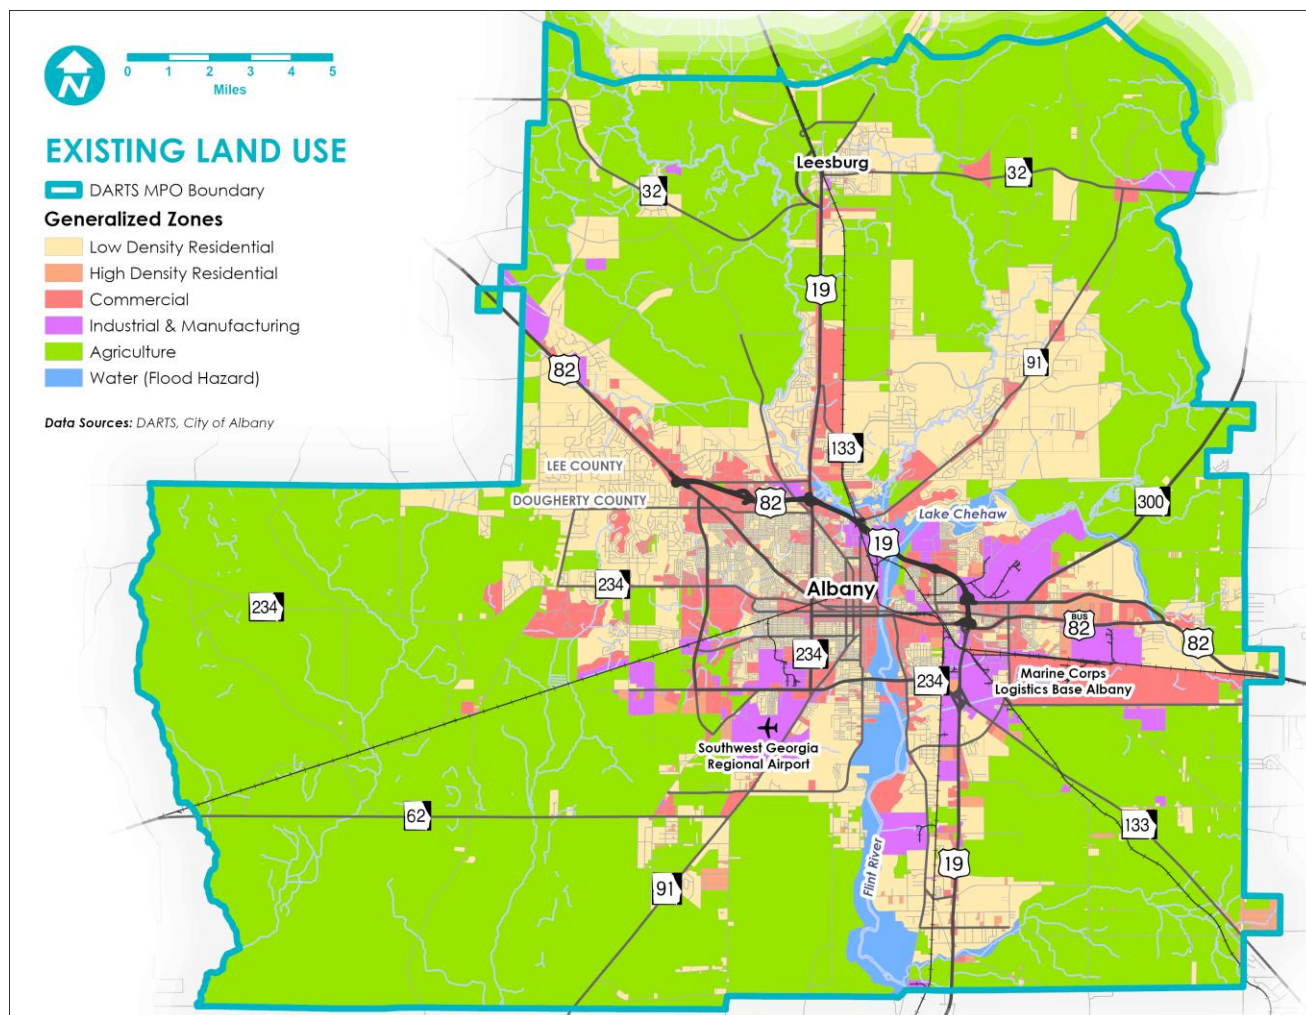 N
0 1 2 3 4 5
Miles
EXISTING LAND USE
DARTS MPO Boundary
Generalized Zones
Low Density Residential
High Density Residential
Commercial
Industrial & Manufacturing
Agriculture
Water (Flood Hazard)
Data Sources: DARTS, City of Albany
Leesburg
32
32
19
82
91
133
LEE COUNTY
DOUGHERTY COUNTY
82
300
Lake Chehaw
19
234
234
Albany
BUS
82
82
234
234
Marine Corps
Logistics Base Albany
Southwest Georgia
Regional Airport
62
133
Flint River
19
91